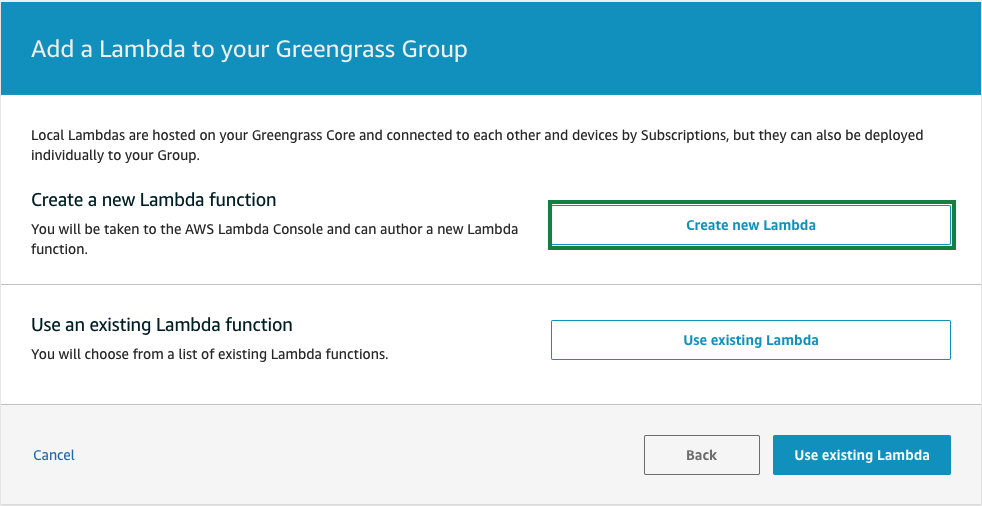 Add a Lambda to your Greengrass Group
Local Lambdas are hosted on your Greengrass Core and connected to each other and devices by Subscriptions, but they can also be deployed
individually to your Group.
Create a new Lambda function
You will be taken to the AWS Lambda Console and can author a new Lambda
function.
Create new Lambda
Use an existing Lambda function
You will choose from a list of existing Lambda functions.
Use existing Lambda
Cancel
Back
Use existing Lambda